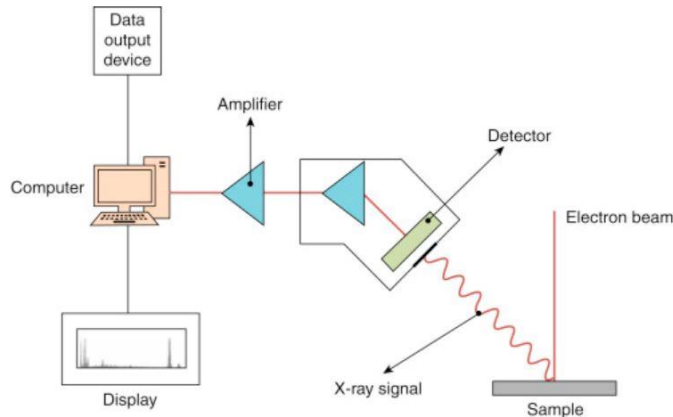 Data
output
device
Amplifier
Detector
Computer
Electron beam
X-ray signal
Display
Sample